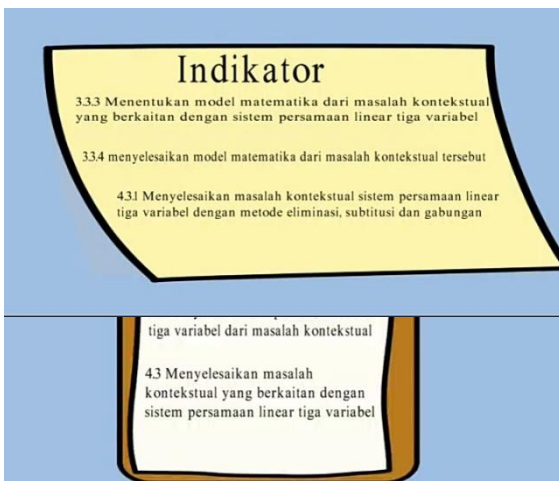 Indikator
3.3.3 Menentukan model matematika dari masalah kontekstual
yang berkaitan dengan sistem persamaan linear tiga variabel
3.3.4 menyelesaikan model matematika dari masalah kontekstual tersebut
4.3.1 Menyelesaikan masalah kontekstual sistem persamaan linear
tiga variabel dengan metode eliminasi, subtitusi dan gabungan
tiga variabel dari masalah kontekstual
4.3 Menyelesaikan masalah
kontekstual yang berkaitan dengan
sistem persamaan linear tiga variabel